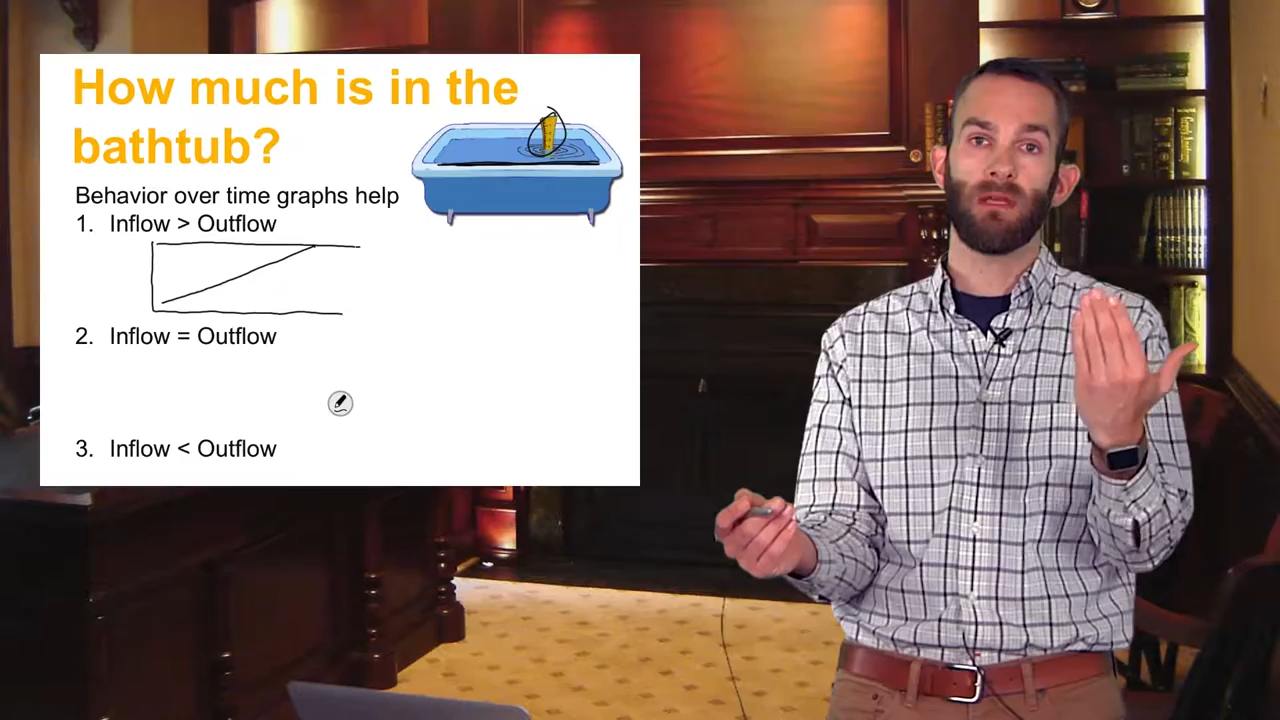 How much is in the
bathtub?
Behavior over time graphs help
1. Inflow > Outflow
2. Inflow = Outflow
3. Inflow < Outflow